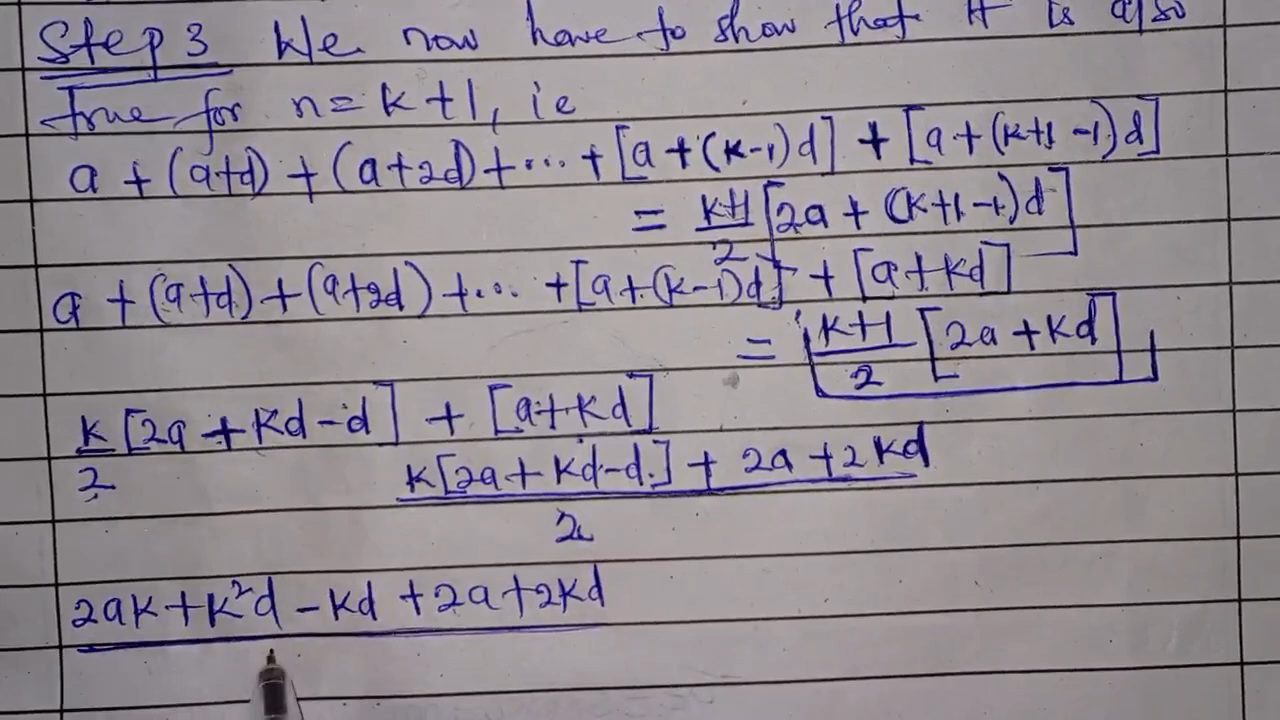 Step 3 We now have to show that it is also
true for n = k+1, ie
a + (a+d) + (a+2d) + ... + [a+(k-1)d] + [a+(k+1-1)d]
= k+1/2 [2a + (k+1-1)d]
a + (a+d) + (a+2d) + ... + [a+(k-1)d] + [a+kd]
= k+1/2 [2a+kd]
k/2 [2a+kd-d] + [a+kd]
k[2a+kd-d] + 2a+2kd
2
2ak+k²d-kd+2a+2kd